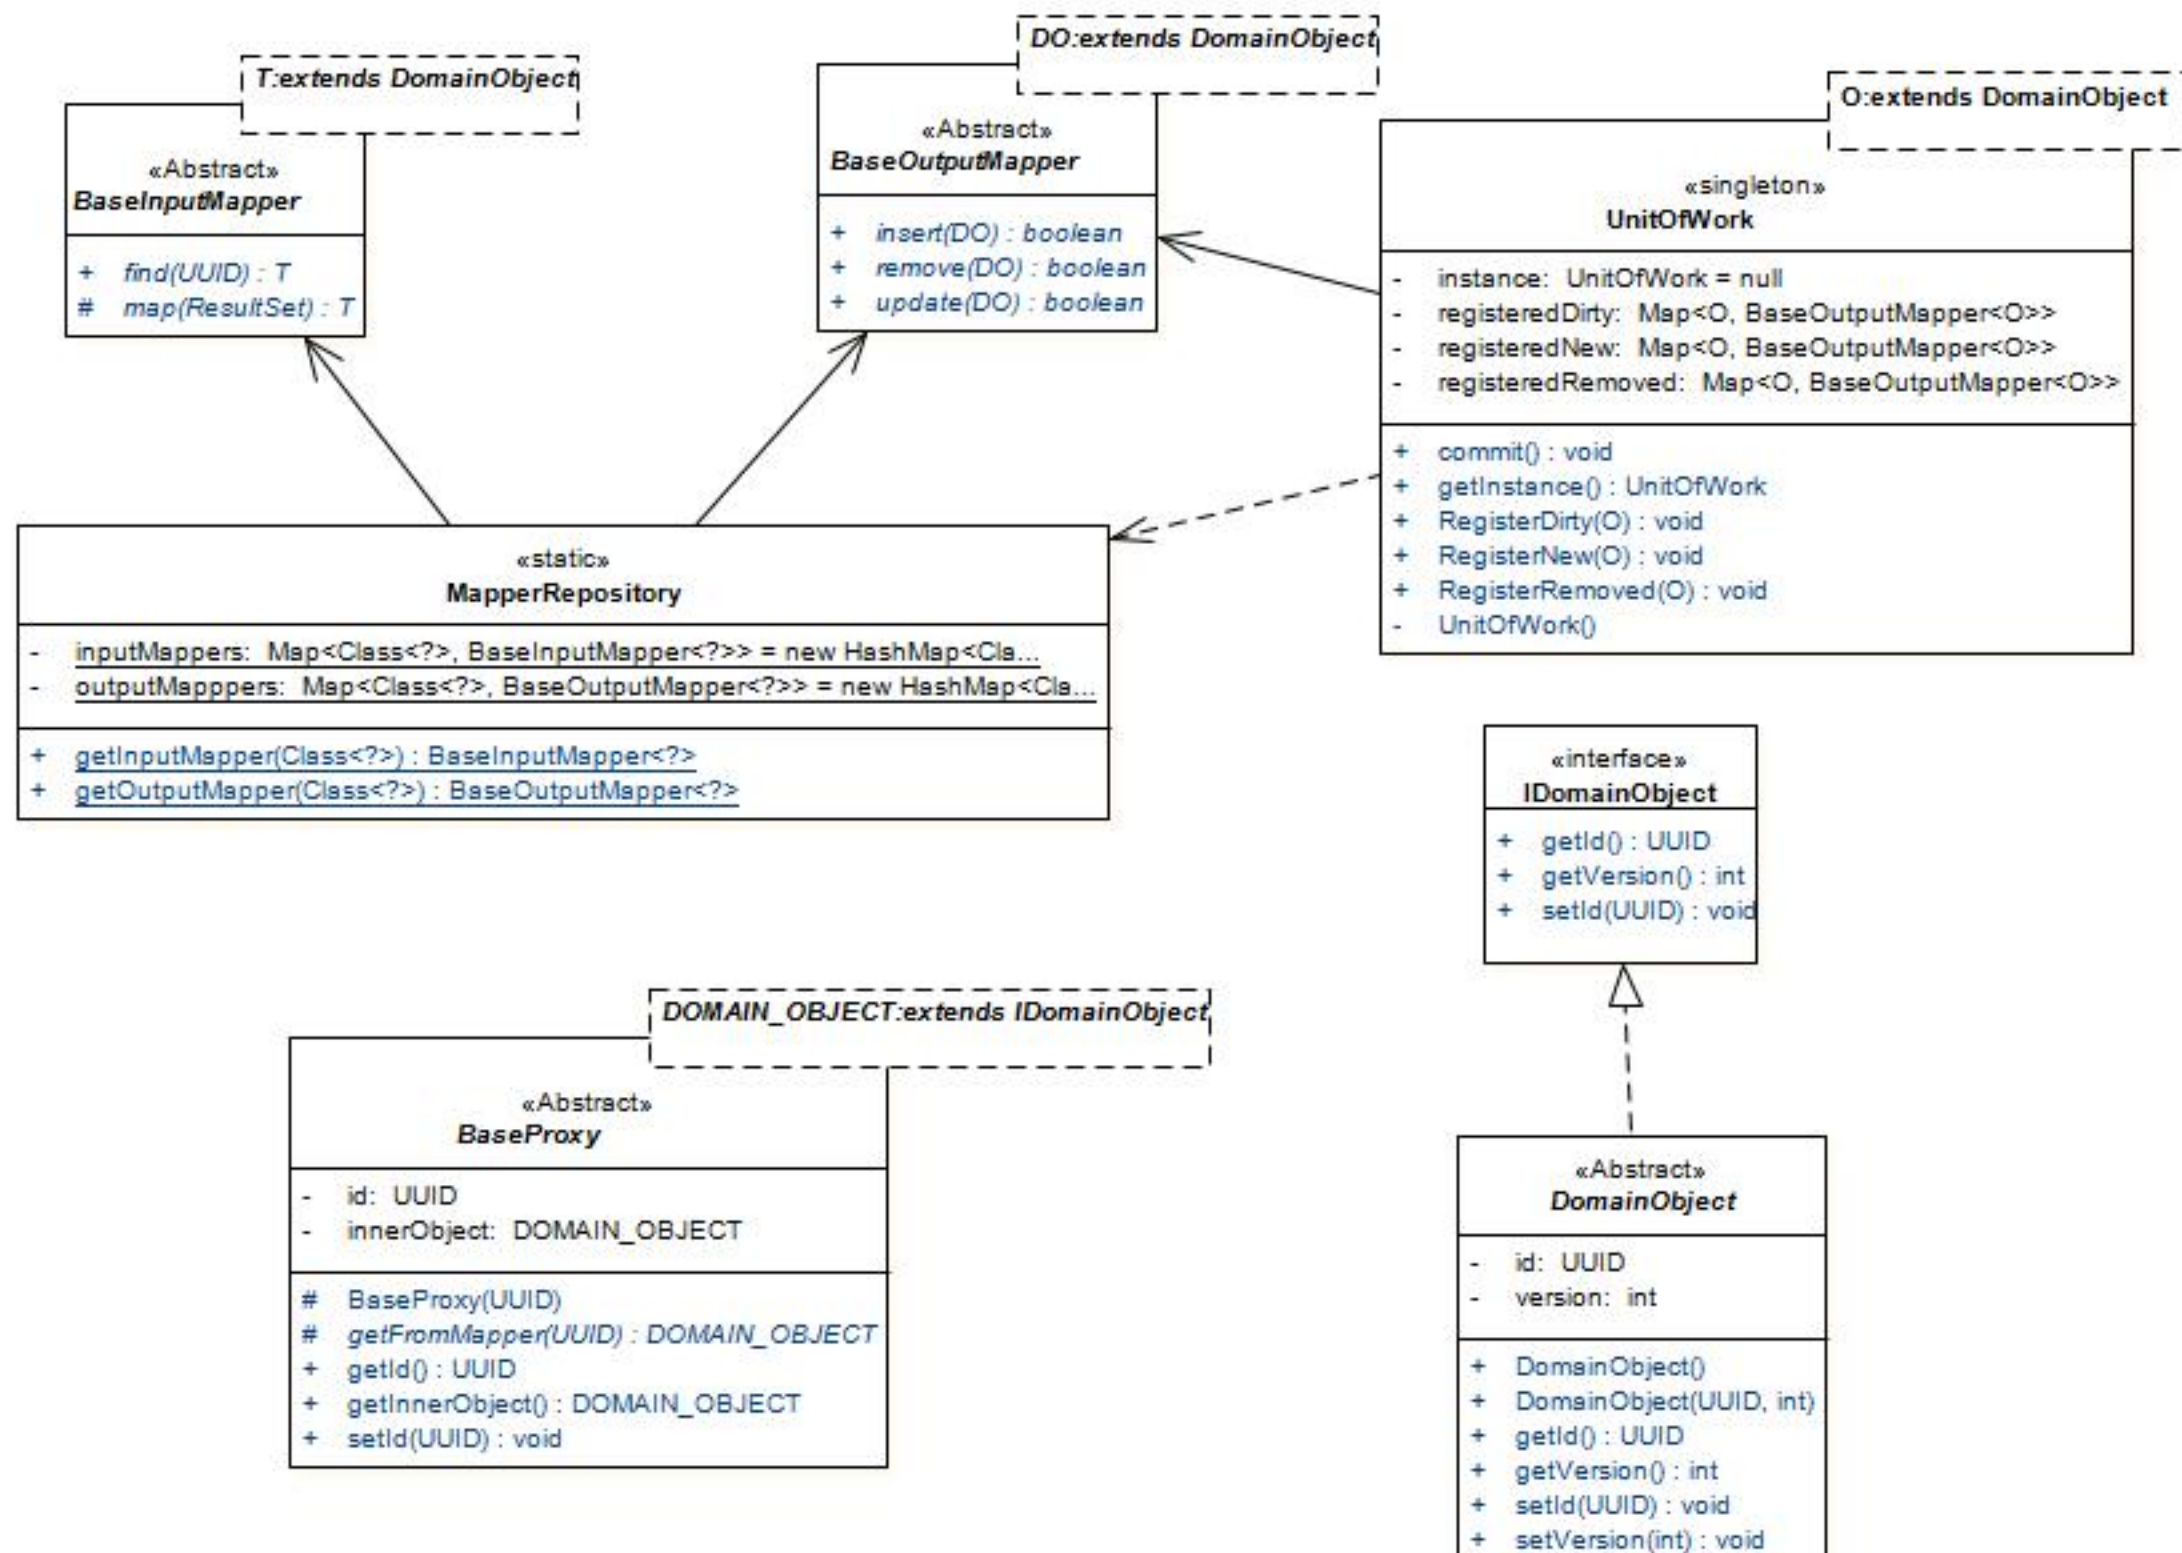 T:extends DomainObject
«Abstract»
BaseInputMapper
+ find(UUID) : T
# map(ResultSet) : T
DO:extends DomainObject
«Abstract»
BaseOutputMapper
+ insert(DO) : boolean
+ remove(DO) : boolean
+ update(DO) : boolean
O:extends DomainObject
«singleton»
UnitOfWork
- instance: UnitOfWork = null
- registeredDirty: Map<O, BaseOutputMapper<O>>
- registeredNew: Map<O, BaseOutputMapper<O>>
- registeredRemoved: Map<O, BaseOutputMapper<O>>
+ commit() : void
+ getInstance() : UnitOfWork
+ RegisterDirty(O) : void
+ RegisterNew(O) : void
+ RegisterRemoved(O) : void
- UnitOfWork()
«static»
MapperRepository
- inputMappers: Map<Class<?>, BaseInputMapper<?>> = new HashMap<Cla...
- outputMapppers: Map<Class<?>, BaseOutputMapper<?>> = new HashMap<Cla...
+ getInputMapper(Class<?>) : BaseInputMapper<?>
+ getOutputMapper(Class<?>) : BaseOutputMapper<?>
«interface»
IDomainObject
+ getId() : UUID
+ getVersion() : int
+ setId(UUID) : void
DOMAIN_OBJECT:extends IDomainObject
«Abstract»
BaseProxy
- id: UUID
- innerObject: DOMAIN_OBJECT
# BaseProxy(UUID)
# getFromMapper(UUID) : DOMAIN_OBJECT
+ getId() : UUID
+ getInnerObject() : DOMAIN_OBJECT
+ setId(UUID) : void
«Abstract»
DomainObject
- id: UUID
- version: int
+ DomainObject()
+ DomainObject(UUID, int)
+ getId() : UUID
+ getVersion() : int
+ setId(UUID) : void
+ setVersion(int) : void